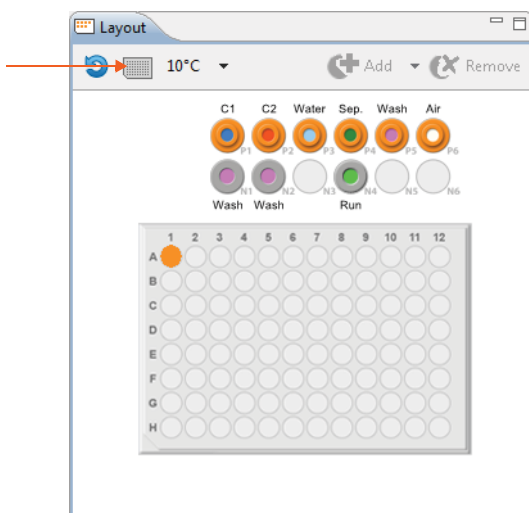 Layout
10°C Add Remove
C1 C2 Water Sep. Wash Air
P1 P2 P3 P4 P5 P6
N1 N2 N3 N4 N5 N6
Wash Wash Run
1 2 3 4 5 6 7 8 9 10 11 12
A
B
C
D
E
F
G
H